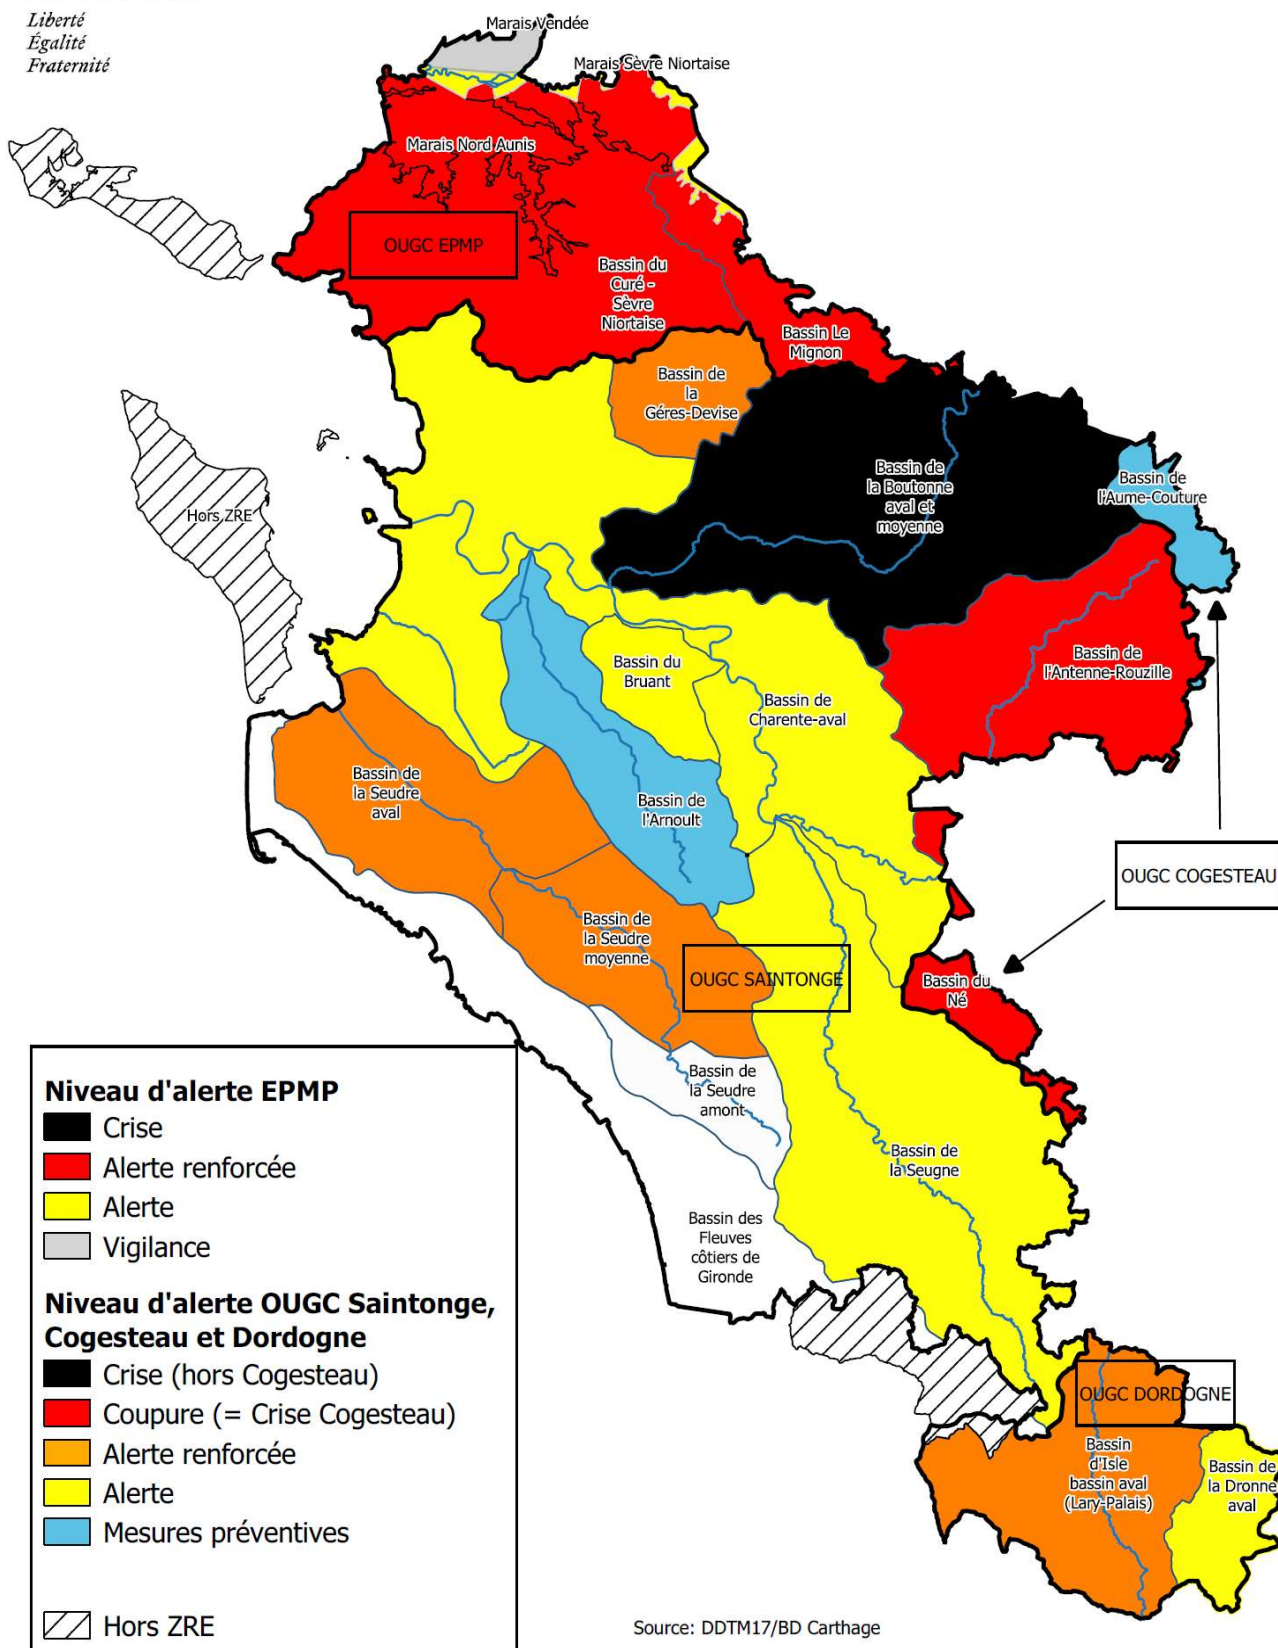 Liberté
Égalité
Fraternité
Marais Vendée
Marais Sèvre Niortaise
Marais Nord Aunis
OUGC EPMP
Bassin du
Curé -
Sèvre
Niortaise
Bassin Le
Mignon
Bassin de
la
Géres-Devise
Bassin de
la Boutonne
aval et
moyenne
Bassin de
l'Aume-Couture
Hors ZRE
Bassin de
l'Antenne-Rouzille
Bassin du
Bruant
Bassin de
Charente-aval
Bassin de
la Seudre
aval
Bassin de
l'Arnoult
OUGC COGESTEAU
Bassin de
la Seudre
moyenne
OUGC SAINTONGE
Bassin du
Né
Bassin de
la Seudre
amont
Bassin de
la Seugne
Bassin des
Fleuves
côtiers de
Gironde
OUGC DORDOGNE
Bassin
d'Isle
bassin aval
(Lary-Palais)
Bassin de
la Dronne
aval
Niveau d'alerte EPMP
Crise
Alerte renforcée
Alerte
Vigilance
Niveau d'alerte OUGC Saintonge,
Cogesteau et Dordogne
Crise (hors Cogesteau)
Coupure (= Crise Cogesteau)
Alerte renforcée
Alerte
Mesures préventives
Hors ZRE
Source: DDTM17/BD Carthage